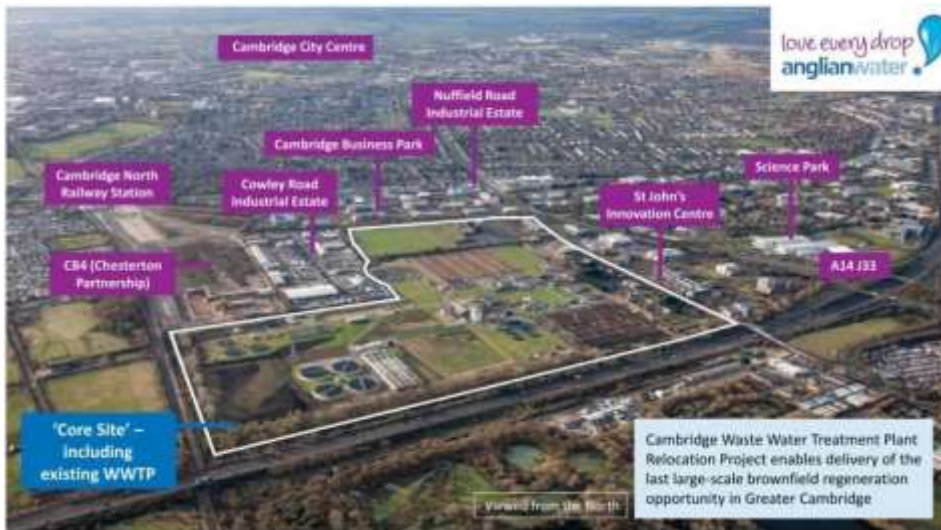 love every drop
anglianwater.
Cambridge City Centre
Nuffield Road
Industrial Estate
Cambridge Business Park
Cambridge North
Railway Station
Cowley Road
Industrial Estate
St John's
Innovation Centre
Science Park
CB4 (Chesterton
Partnership)
A14 J33
'Core Site' –
including
existing WWTP
Cambridge Waste Water Treatment Plant
Relocation Project enables delivery of the
last large-scale brownfield regeneration
opportunity in Greater Cambridge
Viewed from the North